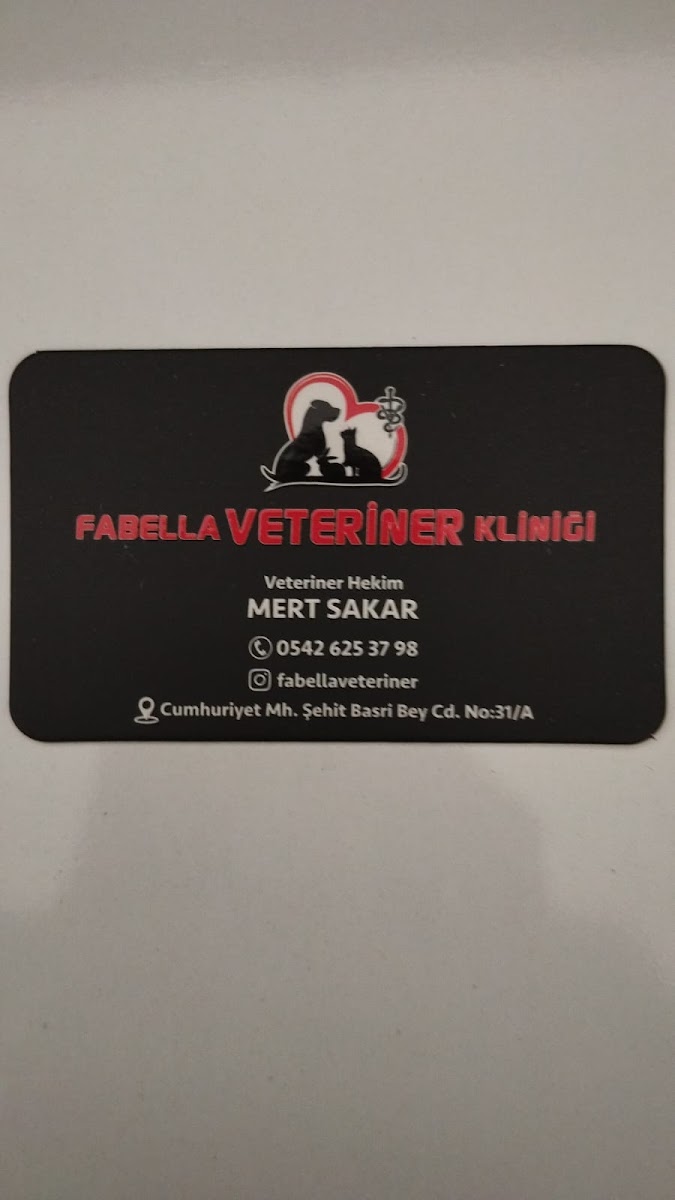 FABELLA VETERİNER KLİNİĞİ
Veteriner Hekim
MERT SAKAR
0542 625 37 98
fabellaveteriner
Cumhuriyet Mh. Şehit Basri Bey Cd. No:31/A